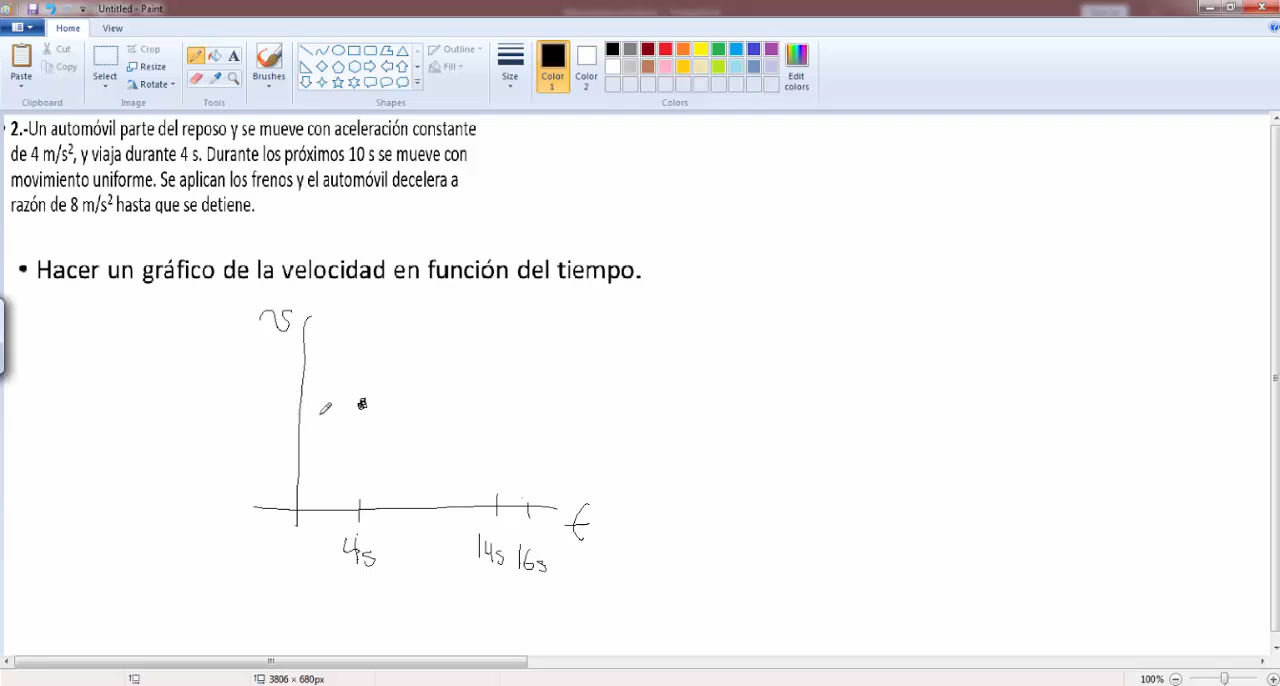 Untitled - Paint
Home View
Paste Cut Copy Clipboard
Select Crop Resize Rotate Image
A Tools
Brushes
Outline Fill Shapes
Size
Color 1 Color 2 Edit colors Colors
2.-Un automóvil parte del reposo y se mueve con aceleración constante
de 4 m/s², y viaja durante 4 s. Durante los próximos 10 s se mueve con
movimiento uniforme. Se aplican los frenos y el automóvil decelera a
razón de 8 m/s² hasta que se detiene.
• Hacer un gráfico de la velocidad en función del tiempo.
v
t
4s 14s 16s
3806 × 680px 100%